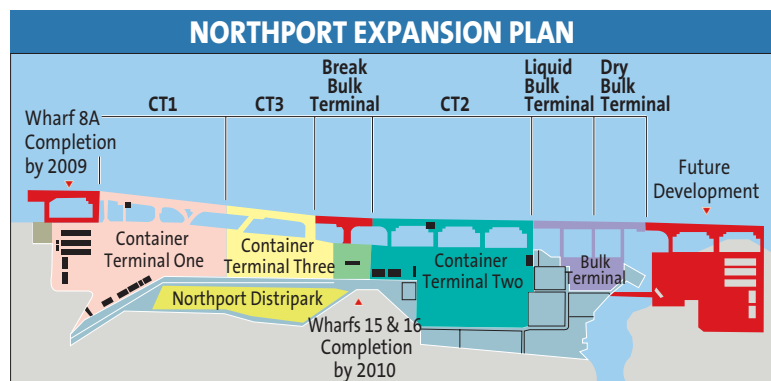 NORTHPORT EXPANSION PLAN
CT1
CT3
Break
Bulk
Terminal
CT2
Liquid
Bulk
Terminal
Dry
Bulk
Terminal
Wharf 8A
Completion
by 2009
Future
Development
Container
Terminal One
Container
Terminal Three
Container
Terminal Two
Bulk
Terminal
Northport Distripark
Wharfs 15 & 16
Completion
by 2010